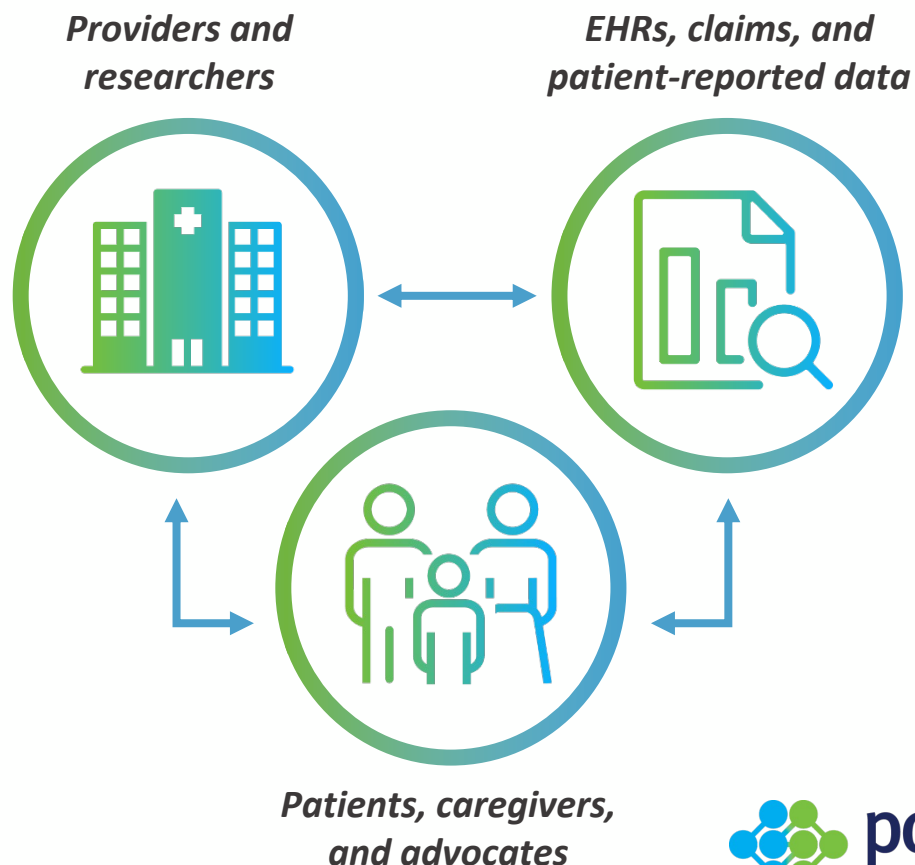 Providers and
researchers
EHRs, claims, and
patient-reported data
Patients, caregivers,
and advocates